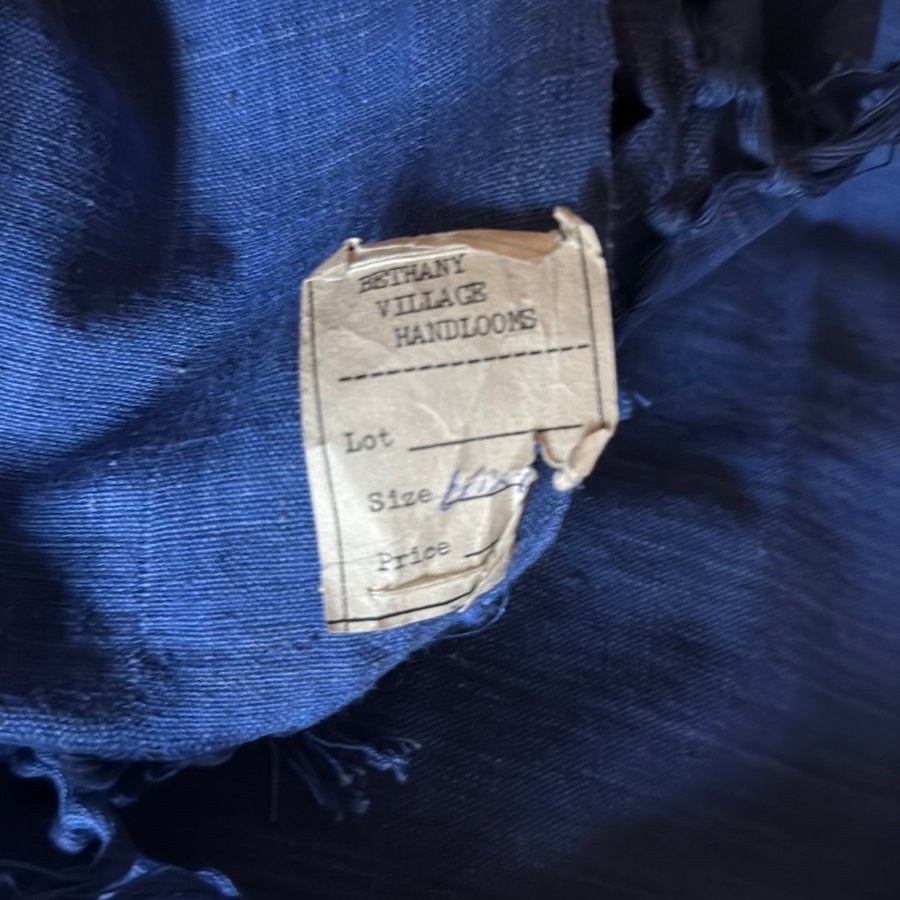 BETHANY
VILLAGE
HANDLOOMS
Lot
Size
Price